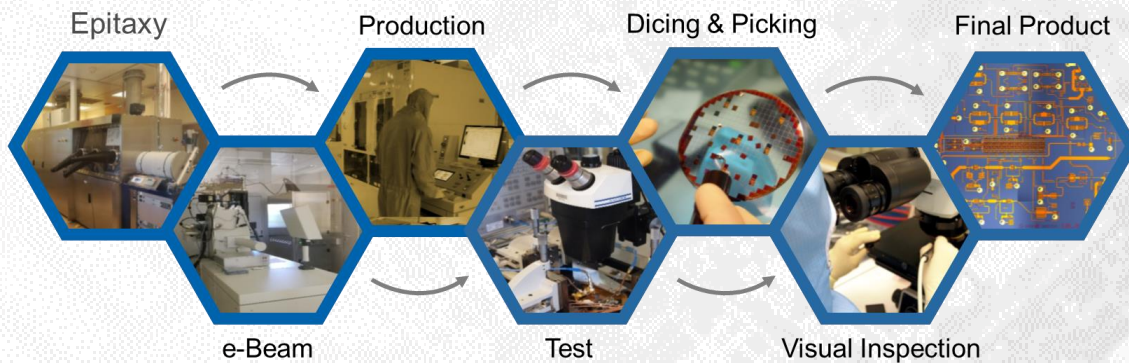 Epitaxy
Production
Dicing & Picking
Final Product
e-Beam
Test
Visual Inspection